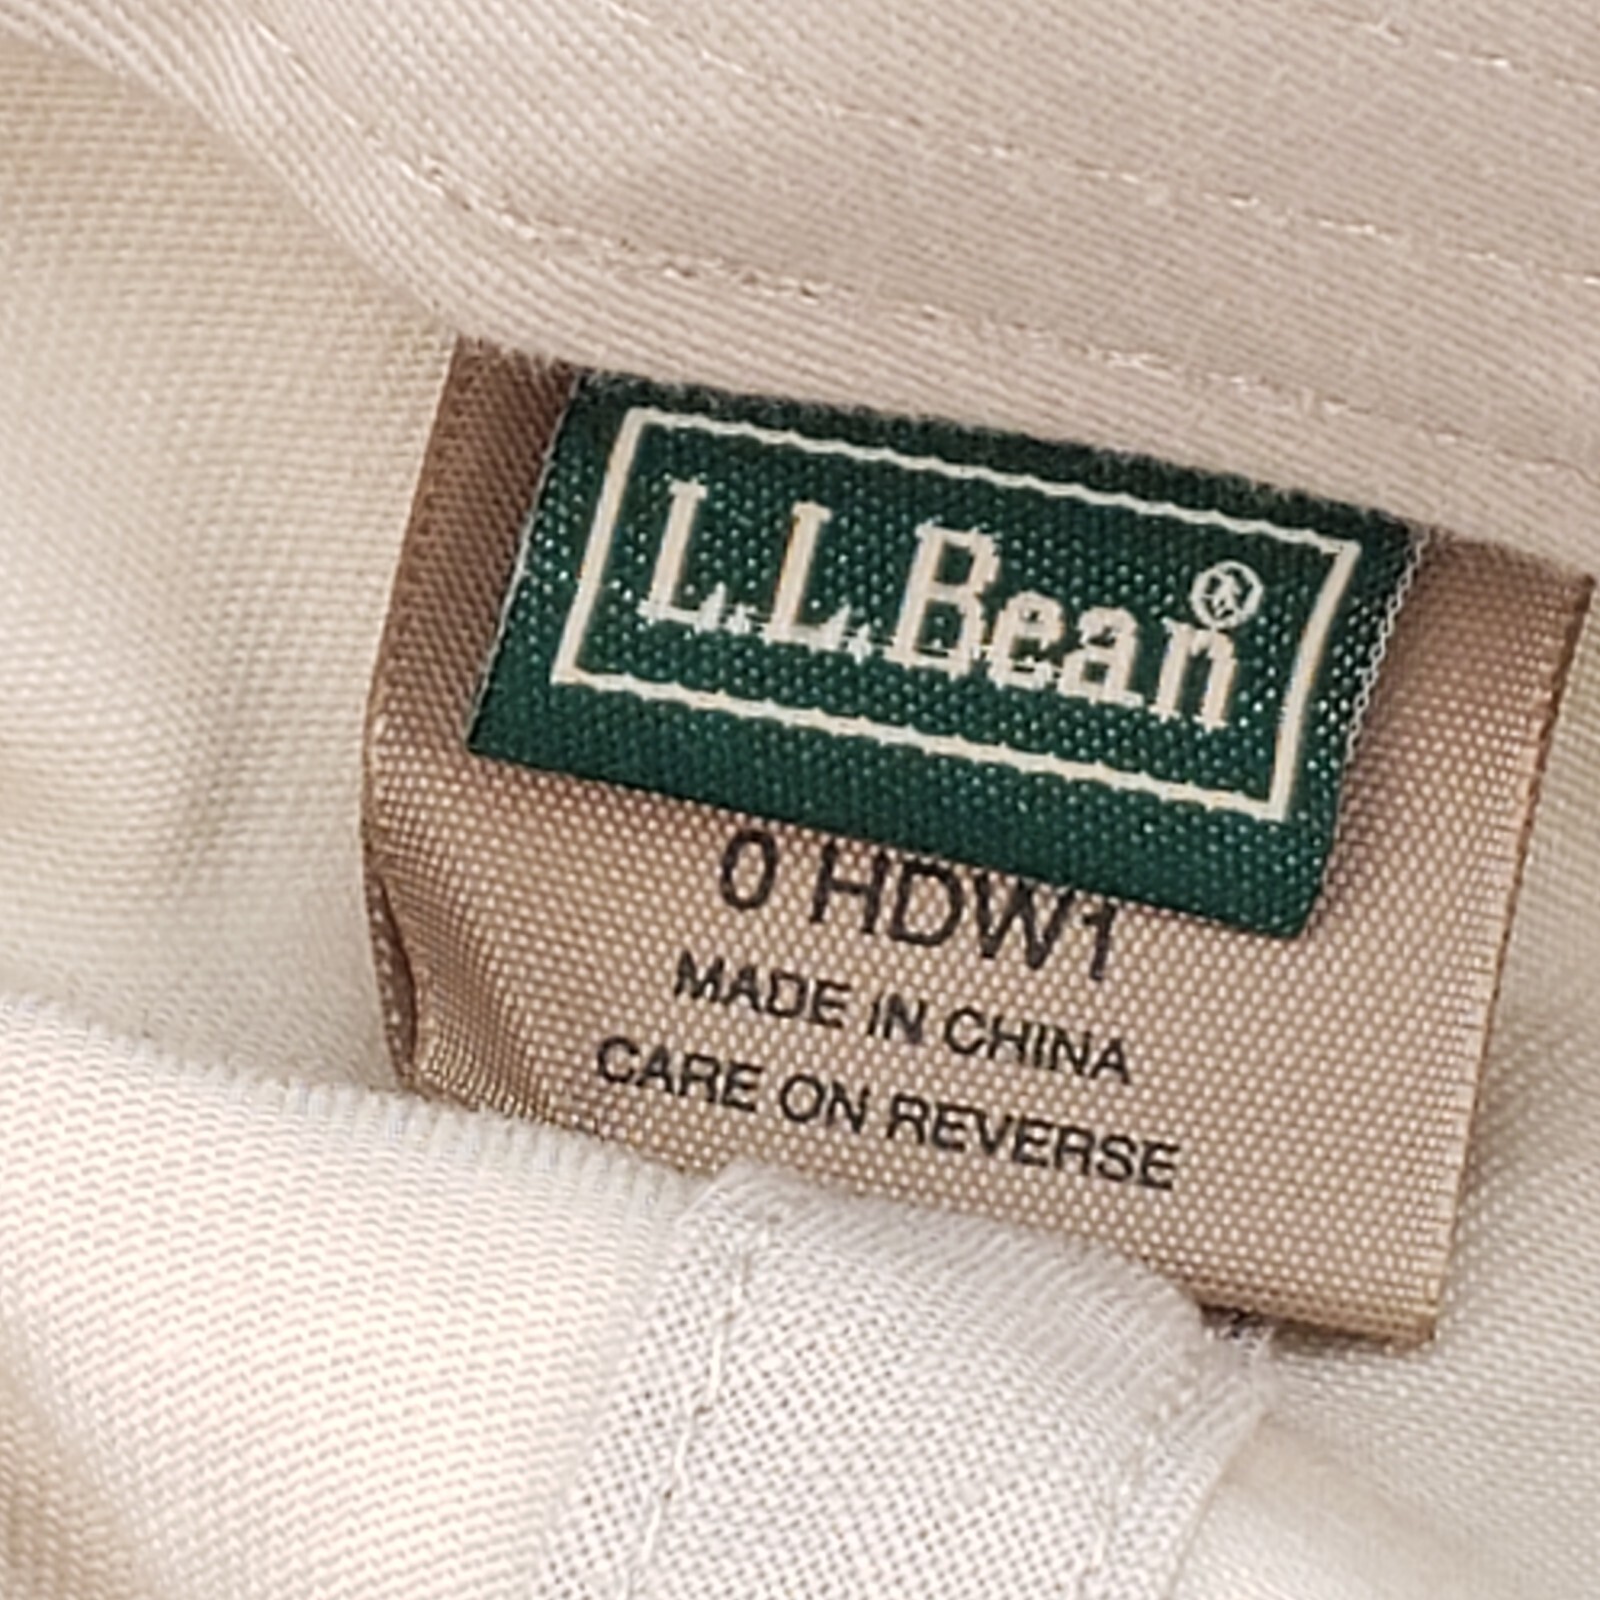 L.L.Bean®
0 HDW1
MADE IN CHINA
CARE ON REVERSE